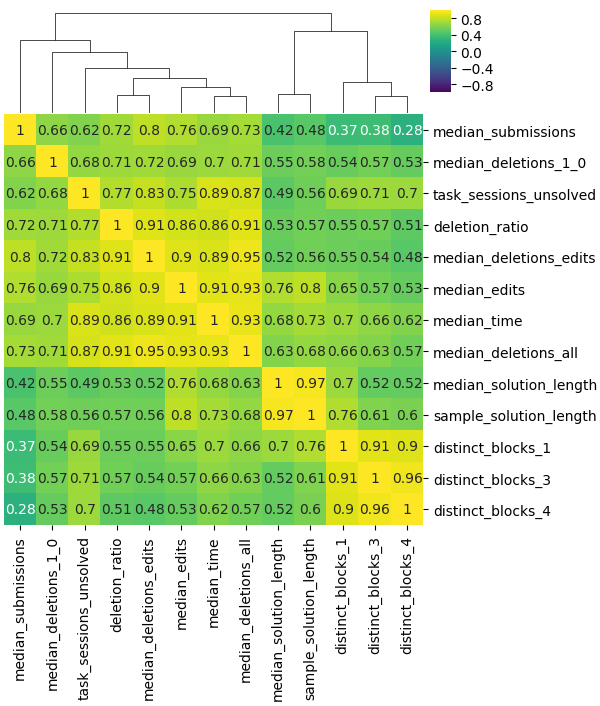 0.8
0.4
0.0
−0.4
−0.8
1 0.66 0.62 0.72 0.8 0.76 0.69 0.73 0.42 0.48 0.37 0.38 0.28 median_submissions
0.66 1 0.68 0.71 0.72 0.69 0.7 0.71 0.55 0.58 0.54 0.57 0.53 median_deletions_1_0
0.62 0.68 1 0.77 0.83 0.75 0.89 0.87 0.49 0.56 0.69 0.71 0.7 task_sessions_unsolved
0.72 0.71 0.77 1 0.91 0.86 0.86 0.91 0.53 0.57 0.55 0.57 0.51 deletion_ratio
0.8 0.72 0.83 0.91 1 0.9 0.89 0.95 0.52 0.56 0.55 0.54 0.48 median_deletions_edits
0.76 0.69 0.75 0.86 0.9 1 0.91 0.93 0.76 0.8 0.65 0.57 0.53 median_edits
0.69 0.7 0.89 0.86 0.89 0.91 1 0.93 0.68 0.73 0.7 0.66 0.62 median_time
0.73 0.71 0.87 0.91 0.95 0.93 0.93 1 0.63 0.68 0.66 0.63 0.57 median_deletions_all
0.42 0.55 0.49 0.53 0.52 0.76 0.68 0.63 1 0.97 0.7 0.52 0.52 median_solution_length
0.48 0.58 0.56 0.57 0.56 0.8 0.73 0.68 0.97 1 0.76 0.61 0.6 sample_solution_length
0.37 0.54 0.69 0.55 0.55 0.65 0.7 0.66 0.7 0.76 1 0.91 0.9 distinct_blocks_1
0.38 0.57 0.71 0.57 0.54 0.57 0.66 0.63 0.52 0.61 0.91 1 0.96 distinct_blocks_3
0.28 0.53 0.7 0.51 0.48 0.53 0.62 0.57 0.52 0.6 0.9 0.96 1 distinct_blocks_4
median_submissions
median_deletions_1_0
task_sessions_unsolved
deletion_ratio
median_deletions_edits
median_edits
median_time
median_deletions_all
median_solution_length
sample_solution_length
distinct_blocks_1
distinct_blocks_3
distinct_blocks_4